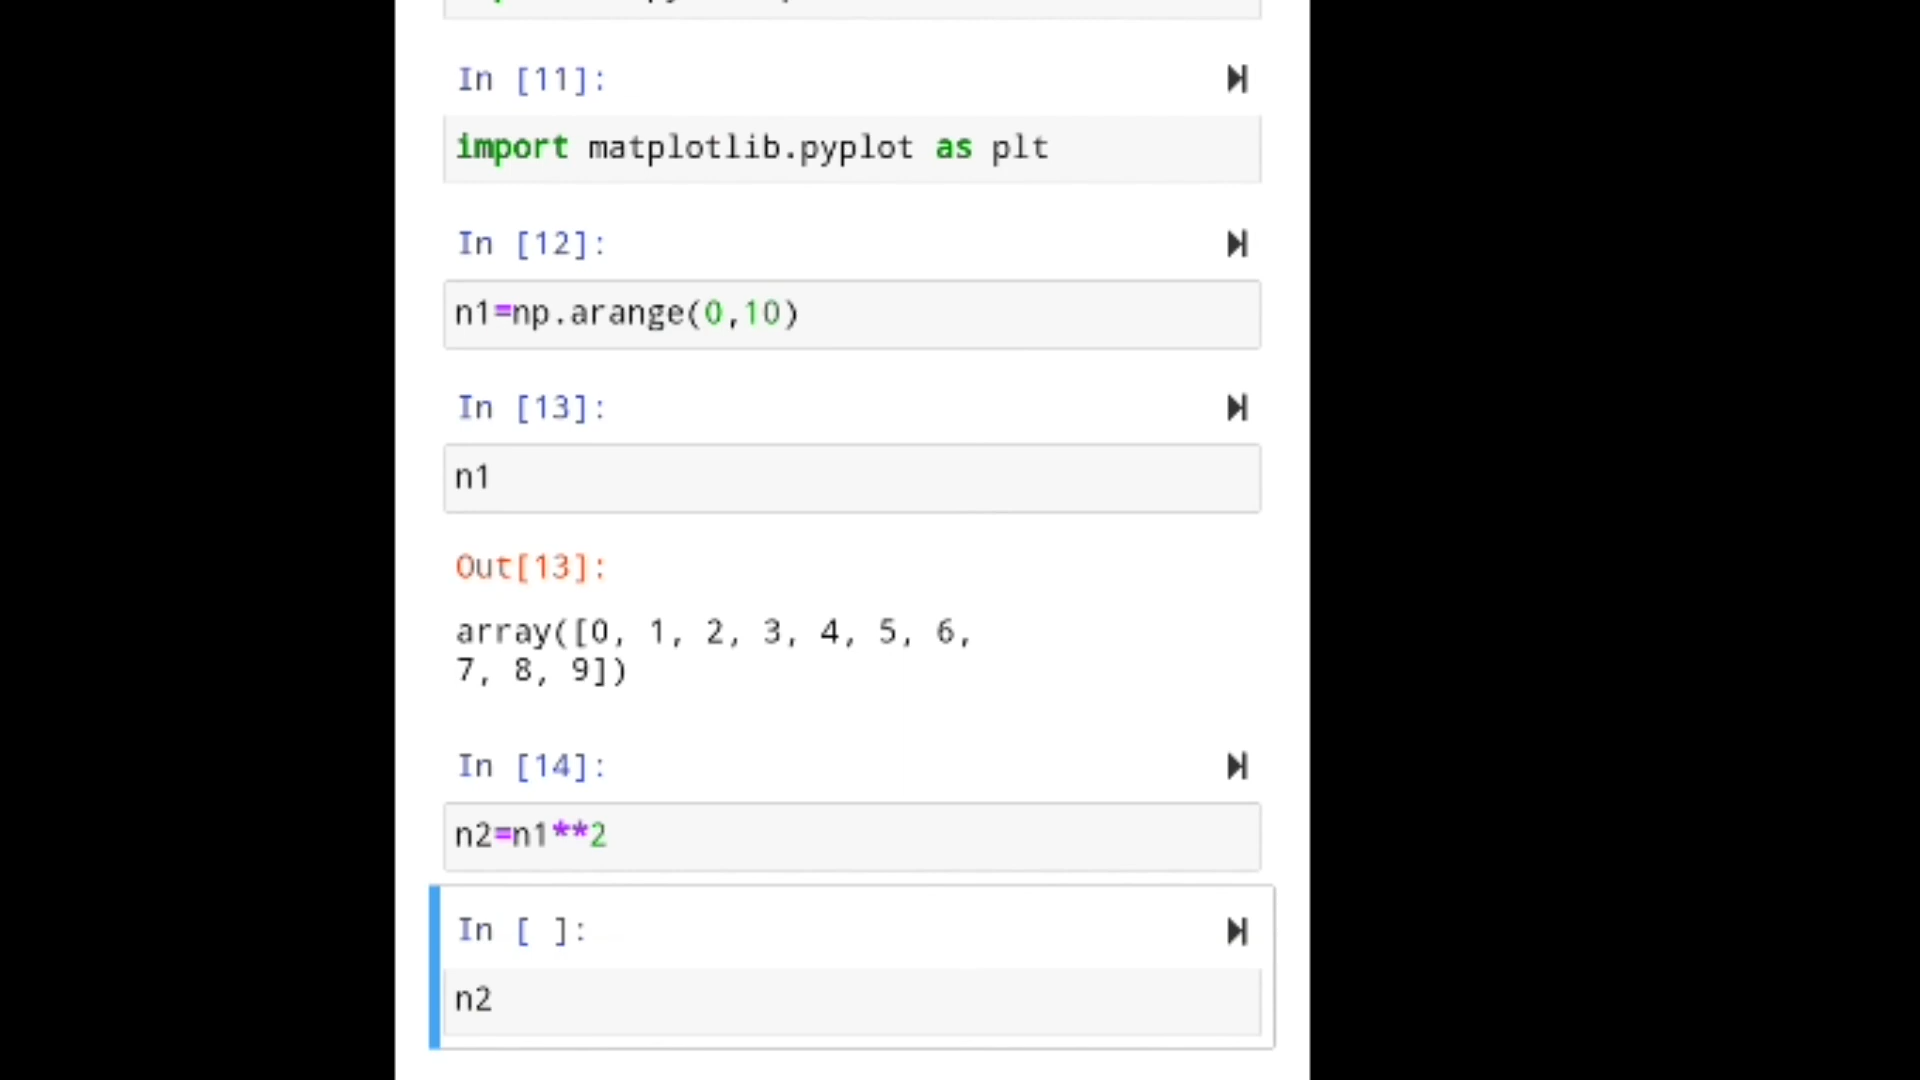 In [11]:
import matplotlib.pyplot as plt
In [12]:
n1=np.arange(0,10)
In [13]:
n1
Out[13]:
array([0, 1, 2, 3, 4, 5, 6,
7, 8, 9])
In [14]:
n2=n1**2
In [ ]:
n2